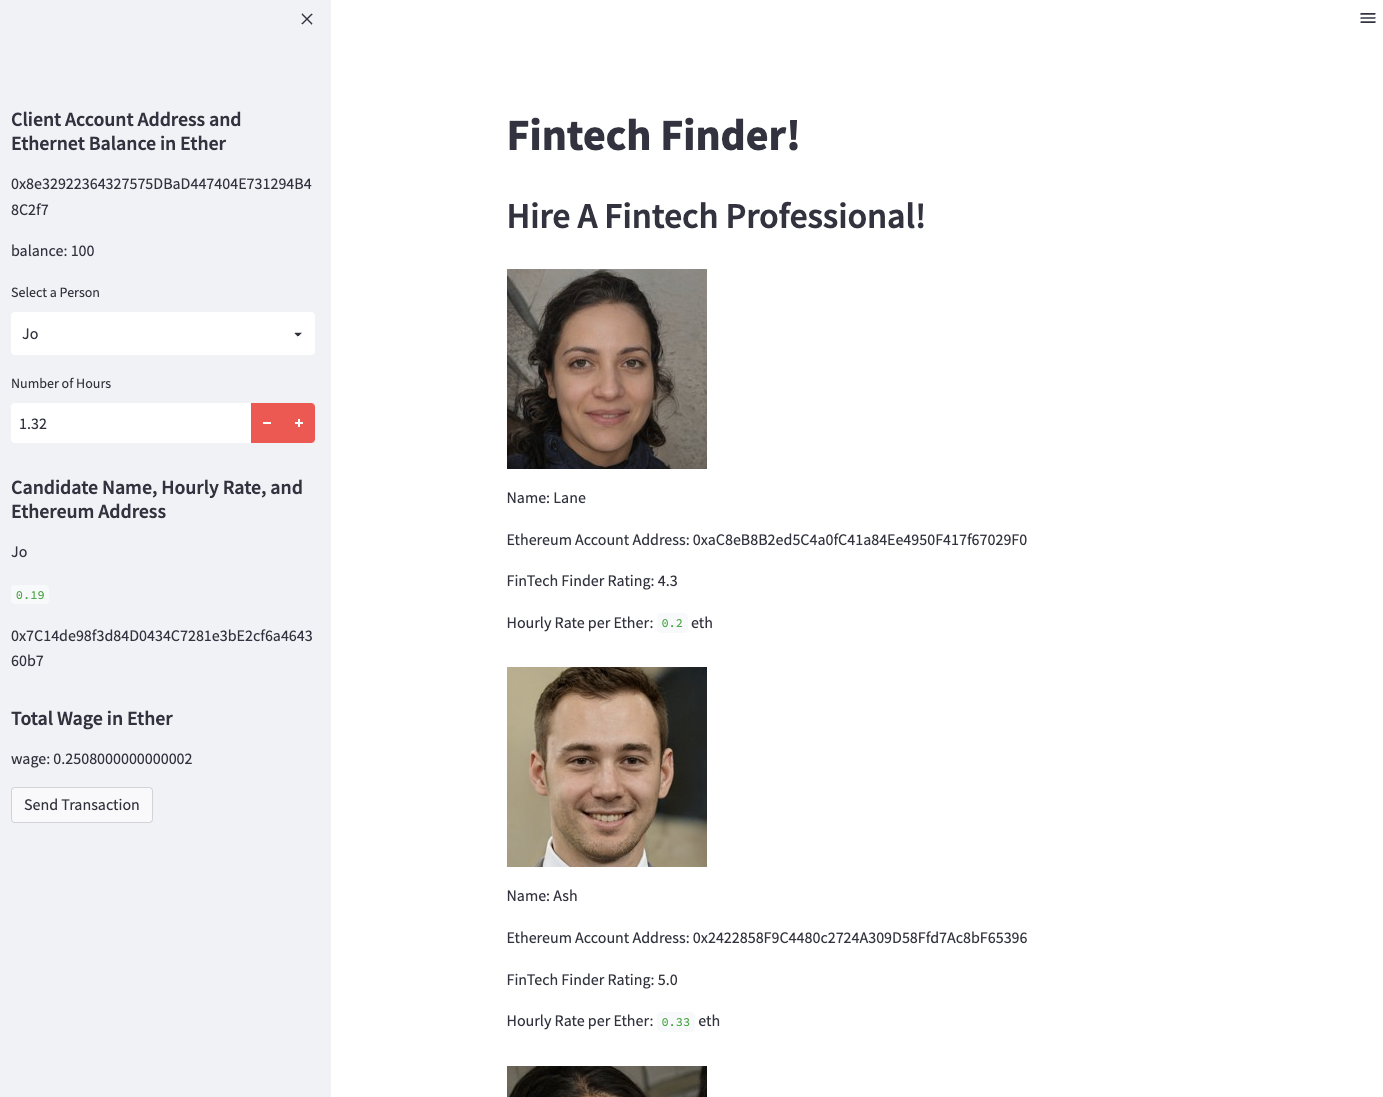 Client Account Address and
Ethernet Balance in Ether
0x8e32922364327575DBaD447404E731294B4
8C2f7
balance: 100
Select a Person
Jo
Number of Hours
1.32
Candidate Name, Hourly Rate, and
Ethereum Address
Jo
0.19
0x7C14de98f3d84D0434C7281e3bE2cf6a4643
60b7
Total Wage in Ether
wage: 0.2508000000000002
Send Transaction
Fintech Finder!
Hire A Fintech Professional!
Name: Lane
Ethereum Account Address: 0xaC8eB8B2ed5C4a0fC41a84Ee4950F417f67029F0
FinTech Finder Rating: 4.3
Hourly Rate per Ether: 0.2 eth
Name: Ash
Ethereum Account Address: 0x2422858F9C4480c2724A309D58Ffd7Ac8bF65396
FinTech Finder Rating: 5.0
Hourly Rate per Ether: 0.33 eth